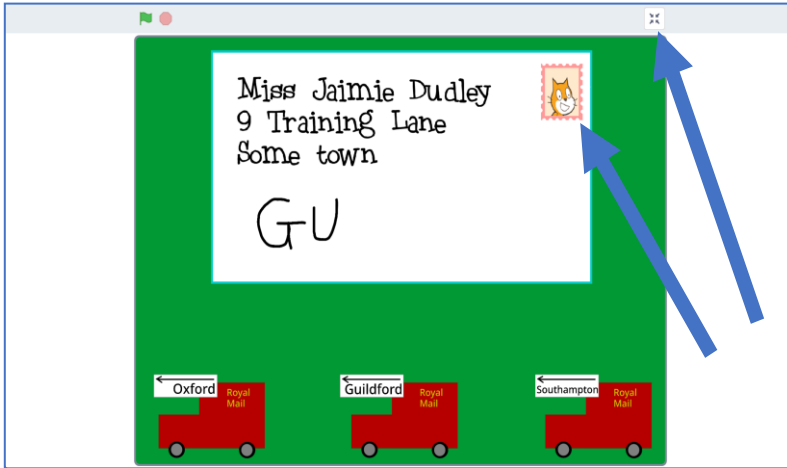 Miss Jaimie Dudley
9 Training Lane
Some town
GU
Oxford
Royal
Mail
Guildford
Royal
Mail
Southampton
Royal
Mail